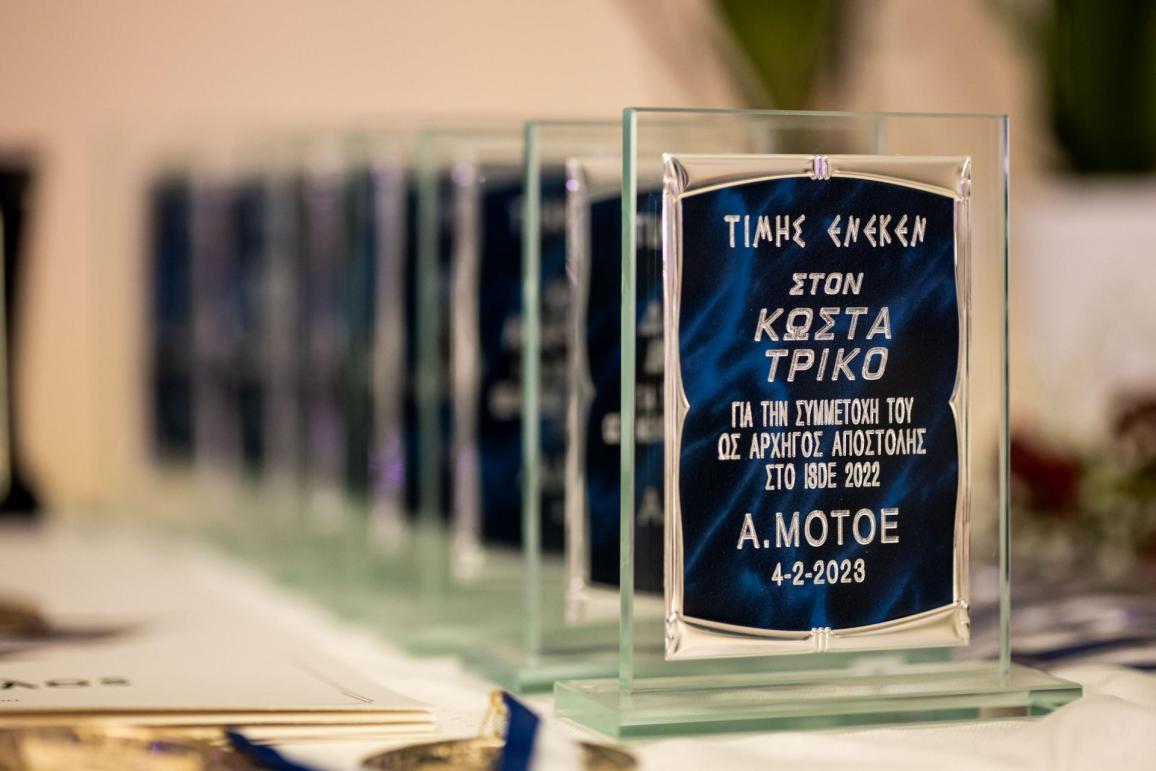 ΤΙΜΗΣ ΕΝΕΚΕΝ
ΣΤΟΝ
ΚΩΣΤΑ
ΤΡΙΚΟ
ΓΙΑ ΤΗΝ ΣΥΜΜΕΤΟΧΗ ΤΟΥ
ΩΣ ΑΡΧΗΓΟΣ ΑΠΟΣΤΟΛΗΣ
ΣΤΟ ISDE 2022
Α.ΜΟΤΟΕ
4-2-2023